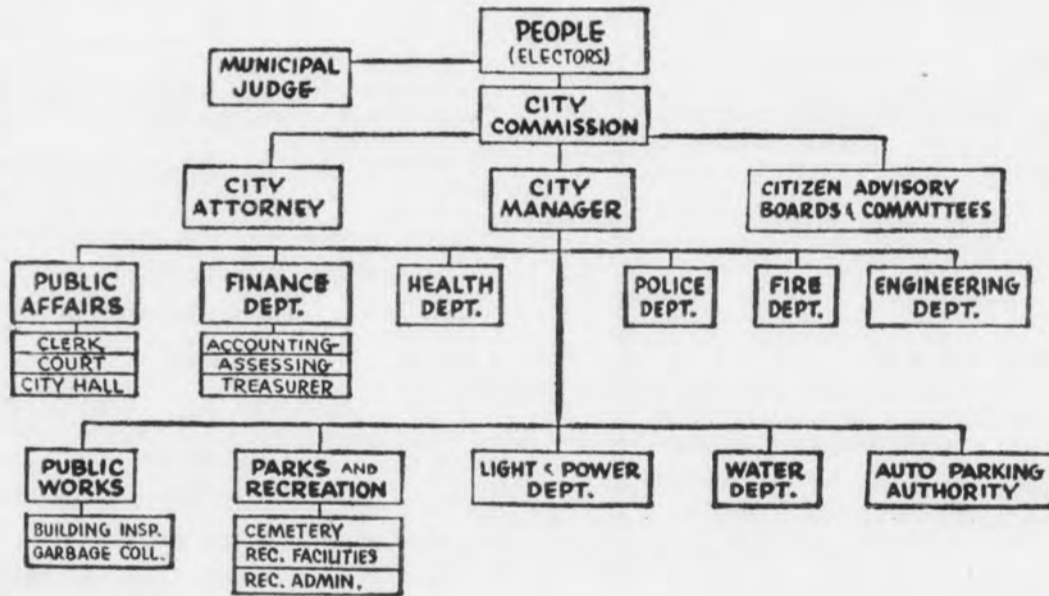 PEOPLE
(ELECTORS)
MUNICIPAL
JUDGE
CITY
COMMISSION
CITY
ATTORNEY
CITY
MANAGER
CITIZEN ADVISORY
BOARDS & COMMITTEES
PUBLIC
AFFAIRS
CLERK
COURT
CITY HALL
FINANCE
DEPT.
ACCOUNTING
ASSESSING
TREASURER
HEALTH
DEPT.
POLICE
DEPT.
FIRE
DEPT.
ENGINEERING
DEPT.
PUBLIC
WORKS
BUILDING INSP.
GARBAGE COLL.
PARKS AND
RECREATION
CEMETERY
REC. FACILITIES
REC. ADMIN.
LIGHT & POWER
DEPT.
WATER
DEPT.
AUTO PARKING
AUTHORITY